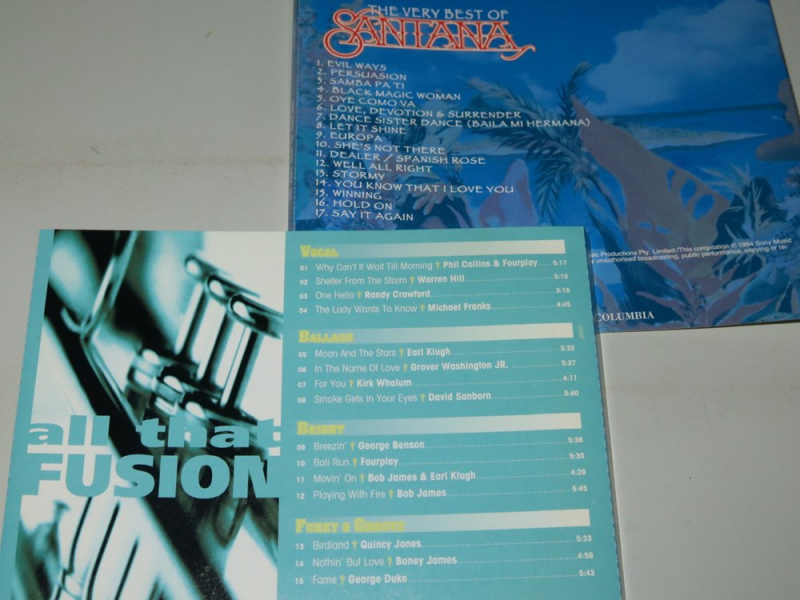 THE VERY BEST OF
SANTANA
1. EVIL WAYS
2. PERSUASION
3. SAMBA PA TI
4. BLACK MAGIC WOMAN
5. OYE COMO VA
6. LOVE, DEVOTION & SURRENDER
7. DANCE SISTER DANCE (BAILA MI HERMANA)
8. LET IT SHINE
9. EUROPA
10. SHE'S NOT THERE
11. DEALER / SPANISH ROSE
12. WELL ALL RIGHT
13. STORMY
14. YOU KNOW THAT I LOVE YOU
15. WINNING
16. HOLD ON
17. SAY IT AGAIN
Productions Pty. Limited./This compilation ℗ 1994 Sony Music
unauthorised broadcasting, public performance, copying or re-
COLUMBIA
all that
FUSION
VOCAL
01 Why Can't It Wait Till Morning † Phil Collins & Fourplay 5:11
02 Shelter From The Storm † Warren Hill 5:16
03 One Hello † Randy Crawford 3:15
04 The Lady Wants To Know † Michael Franks 4:45
BALLADE
05 Moon And The Stars † Earl Klugh 3:33
06 In The Name Of Love † Grover Washington JR. 5:37
07 For You † Kirk Whalum 4:11
08 Smoke Gets In Your Eyes † David Sanborn 5:40
BRIGHT
09 Breezin' † George Benson 5:36
10 Bali Run † Fourplay 5:30
11 Movin' On † Bob James & Earl Klugh 4:29
12 Playing With Fire † Bob James 5:45
FUNKY & GROOVE
13 Birdland † Quincy Jones 5:33
14 Nothin' But Love † Boney James 4:59
15 Fame † George Duke 5:43